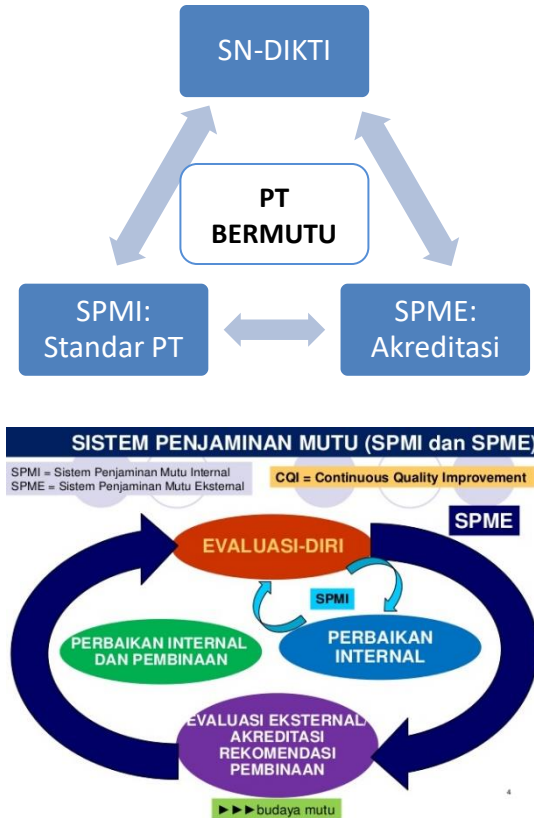 SN-DIKTI
PT
BERMUTU
SPMI:
Standar PT
SPME:
Akreditasi
SISTEM PENJAMINAN MUTU (SPMI dan SPME)
SPMI = Sistem Penjaminan Mutu Internal
SPME = Sistem Penjaminan Mutu Eksternal
CQI = Continuous Quality Improvement
SPME
EVALUASI-DIRI
SPMI
PERBAIKAN INTERNAL
DAN PEMBINAAN
PERBAIKAN
INTERNAL
EVALUASI EKSTERNAL/
AKREDITASI
REKOMENDASI
PEMBINAAN
►►►budaya mutu
4